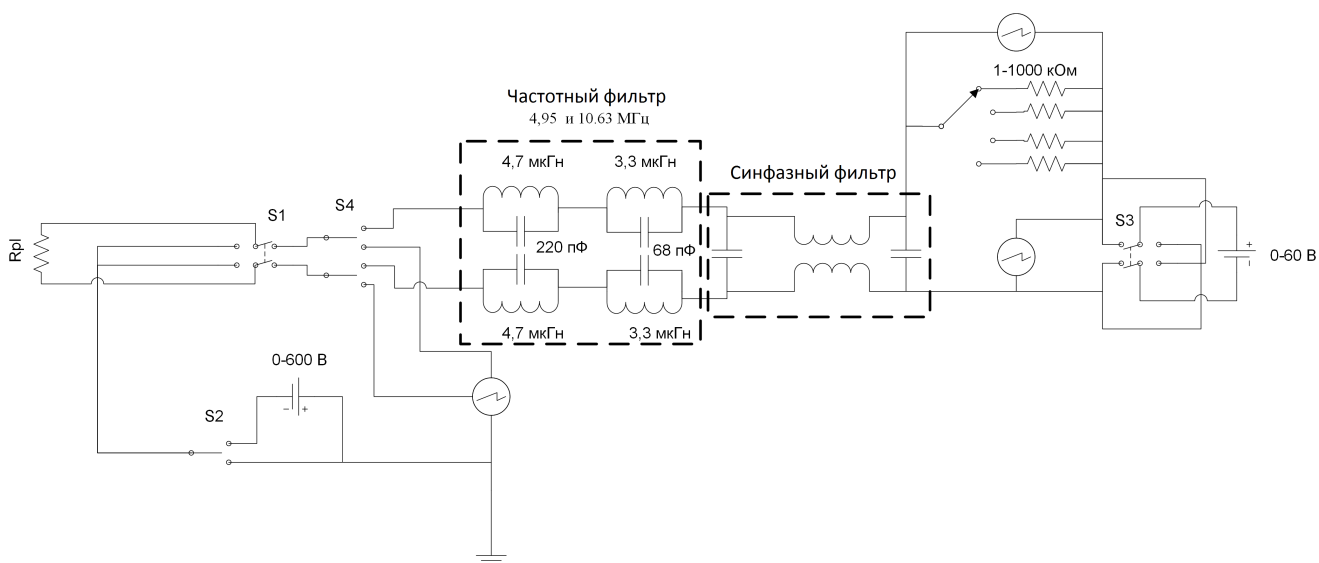 1-1000 кОм
Частотный фильтр
4,95 и 10.63 МГц
4,7 мкГн
3,3 мкГн
Синфазный фильтр
S1
S4
S3
Rpl
220 пФ
68 пФ
+
-
0-60 В
4,7 мкГн
3,3 мкГн
0-600 В
- +
S2